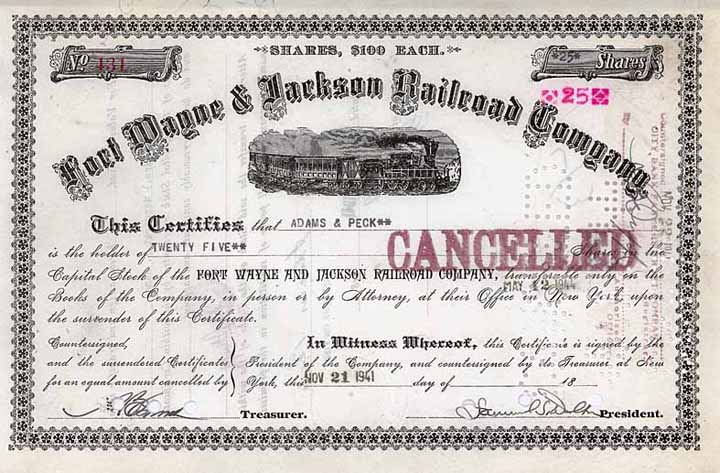 SHARES, $100 EACH.
No 131
*25* Shares
25
Fort Wayne & Jackson Railroad Company,
This Certifies that ADAMS & PECK**
is the holder of TWENTY FIVE** Shares in the
CANCELLED
Capital Stock of the FORT WAYNE AND JACKSON RAILROAD COMPANY, transferable only on the
MAY 12 1944
Books of the Company, in person or by Attorney, at their Office in New York, upon
the surrender of this Certificate.
Countersigned,
and the surrendered Certificate
for an equal amount cancelled by
In Witness Whereof, this Certificate is signed by the
President of the Company, and countersigned by its Treasurer at New
York, this NOV 21 1941 day of 18
Treasurer.
President.